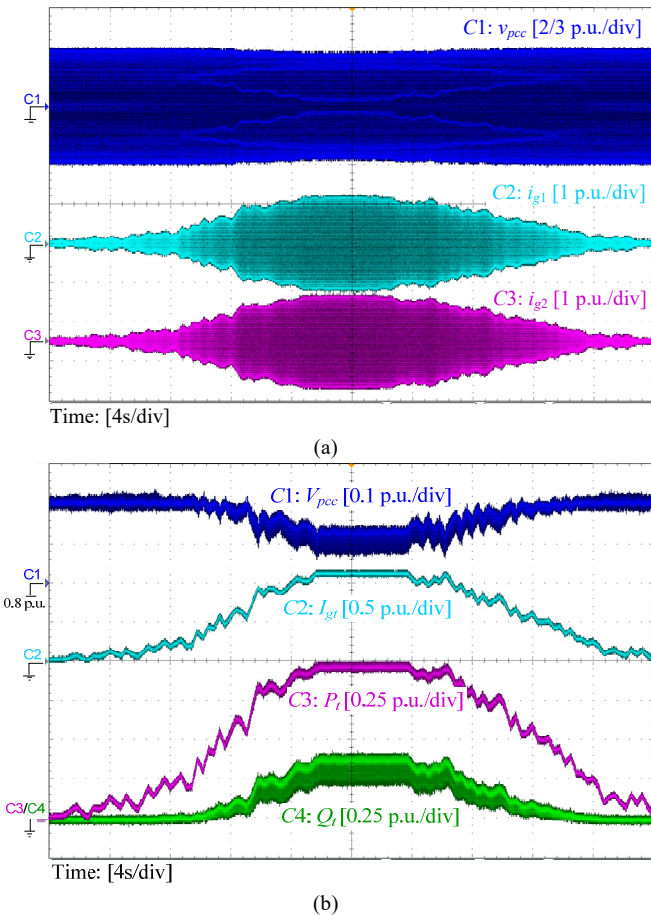 C1: vpcc [2/3 p.u./div]
C1
C2: ig1 [1 p.u./div]
C2
C3: ig2 [1 p.u./div]
C3
Time: [4s/div]
(a)
C1: Vpcc [0.1 p.u./div]
C1
0.8 p.u.
C2: Igt [0.5 p.u./div]
C2
C3: Pt [0.25 p.u./div]
C3/C4
C4: Qt [0.25 p.u./div]
Time: [4s/div]
(b)